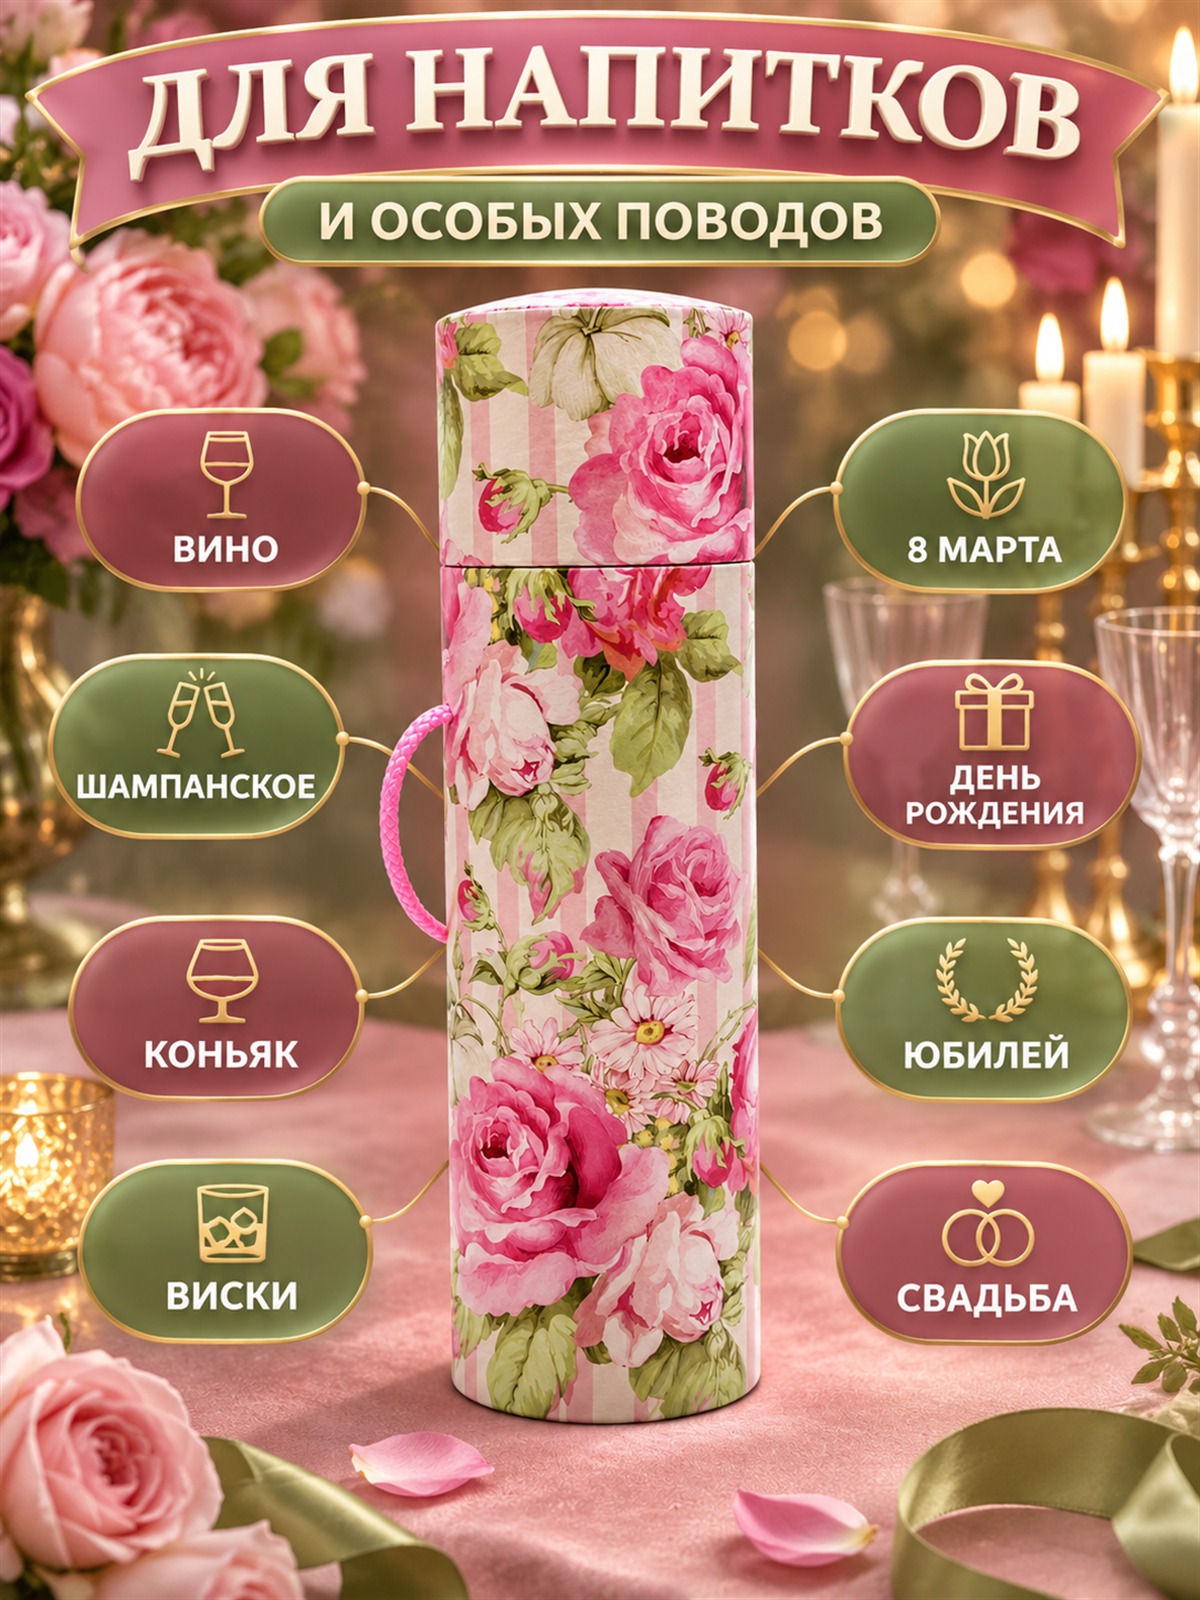 ДЛЯ НАПИТКОВ
И ОСОБЫХ ПОВОДОВ
ВИНО
8 МАРТА
ШАМПАНСКОЕ
ДЕНЬ
РОЖДЕНИЯ
КОНЬЯК
ЮБИЛЕЙ
ВИСКИ
СВАДЬБА